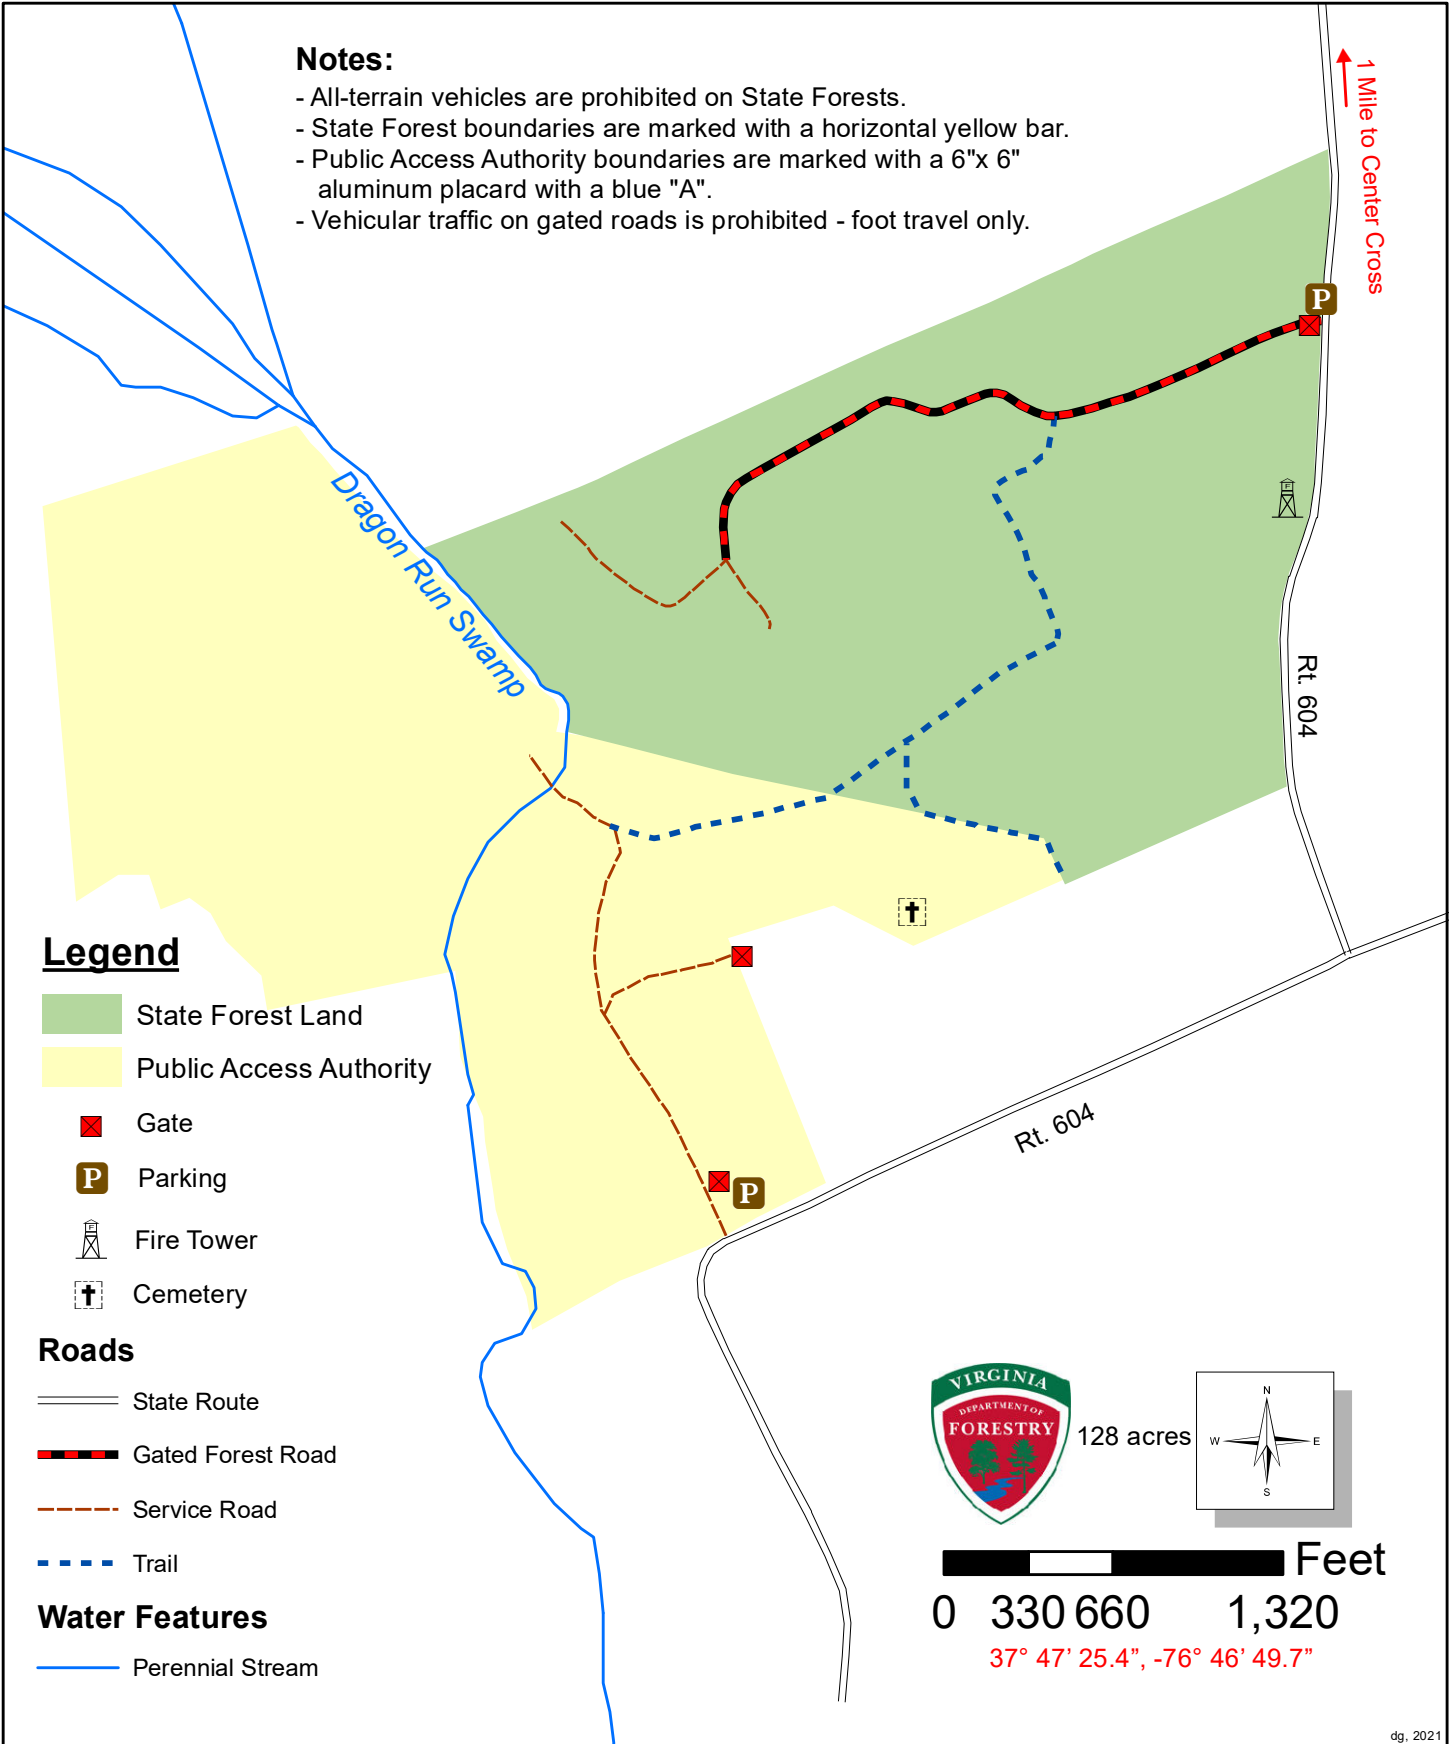 Notes:
- All-terrain vehicles are prohibited on State Forests.
- State Forest boundaries are marked with a horizontal yellow bar.
- Public Access Authority boundaries are marked with a 6"x 6"
aluminum placard with a blue "A".
- Vehicular traffic on gated roads is prohibited - foot travel only.
1 Mile to Center Cross
P
F
Dragon Run Swamp
Rt. 604
Legend
State Forest Land
Public Access Authority
Gate
P Parking
F Fire Tower
Cemetery
P
Rt. 604
Roads
State Route
Gated Forest Road
Service Road
Trail
Water Features
Perennial Stream
VIRGINIA
DEPARTMENT OF
FORESTRY
128 acres
N
W E
S
Feet
0 330 660 1,320
37° 47’ 25.4”, -76° 46’ 49.7”
dg, 2021